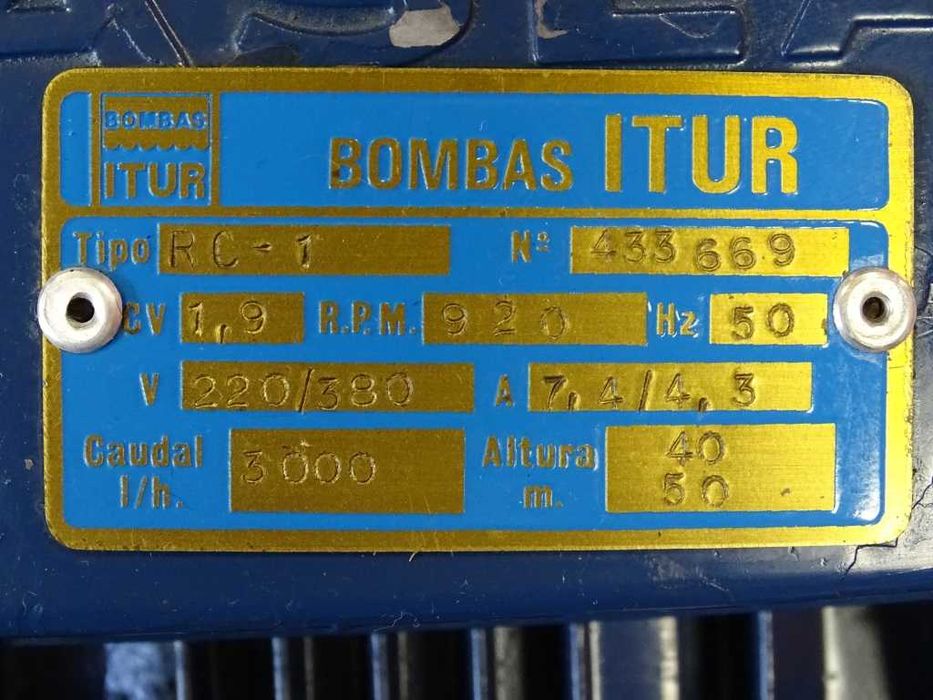 BOMBAS
ITUR
BOMBAS ITUR
Tipo RC-1 Nº 433669
CV 1,9 R.P.M. 920 Hz 50
V 220/380 A 7,4/4,3
Caudal l/h. 3000 Altura m. 40
50